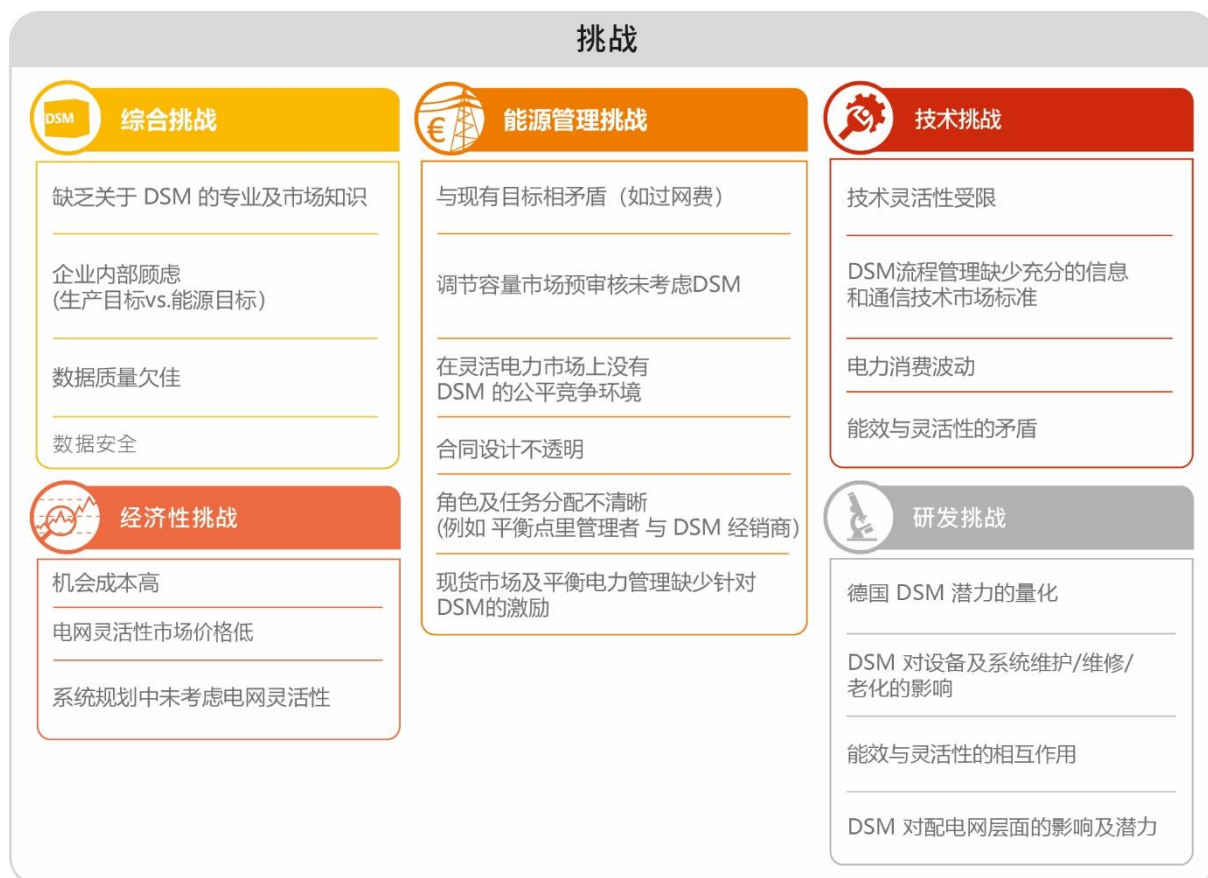 挑战
DSM
综合挑战
缺乏关于 DSM 的专业及市场知识
企业内部顾虑
(生产目标vs.能源目标)
数据质量欠佳
数据安全
经济性挑战
机会成本高
电网灵活性市场价格低
系统规划中未考虑电网灵活性
€
能源管理挑战
与现有目标相矛盾（如过网费）
调节容量市场预审核未考虑DSM
在灵活电力市场上没有
DSM 的公平竞争环境
合同设计不透明
角色及任务分配不清晰
(例如 平衡点里管理者 与 DSM 经销商)
现货市场及平衡电力管理缺少针对
DSM的激励
技术挑战
技术灵活性受限
DSM流程管理缺少充分的信息
和通信技术市场标准
电力消费波动
能效与灵活性的矛盾
研发挑战
德国 DSM 潜力的量化
DSM 对设备及系统维护/维修/
老化的影响
能效与灵活性的相互作用
DSM 对配电网层面的影响及潜力